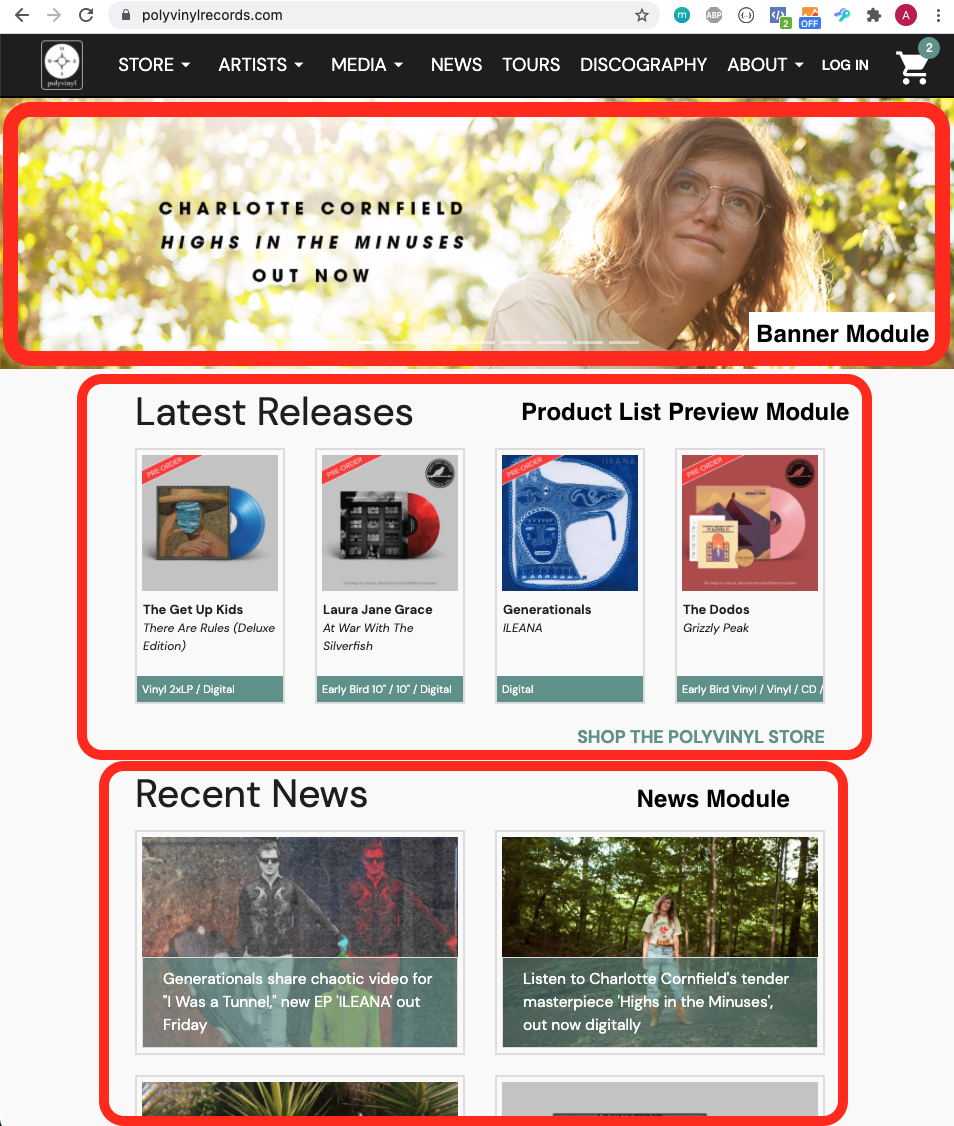 polyvinylrecords.com
ABP
2
OFF
A
N
W
E
S
polyvinyl
STORE
ARTISTS
MEDIA
NEWS
TOURS
DISCOGRAPHY
ABOUT
LOG IN
2
CHARLOTTE CORNFIELD
HIGHS IN THE MINUSES
OUT NOW
Banner Module
Latest Releases
Product List Preview Module
PRE-ORDER
PRE-ORDER
PRE-ORDER
ILEANA
PRE-ORDER
The Get Up Kids
There Are Rules (Deluxe
Edition)
Vinyl 2xLP / Digital
Laura Jane Grace
At War With The
Silverfish
Early Bird 10" / 10" / Digital
Generationals
ILEANA
Digital
The Dodos
Grizzly Peak
Early Bird Vinyl / Vinyl / CD /
SHOP THE POLYVINYL STORE
Recent News
News Module
Generationals share chaotic video for
"I Was a Tunnel," new EP 'ILEANA' out
Friday
Listen to Charlotte Cornfield's tender
masterpiece 'Highs in the Minuses',
out now digitally